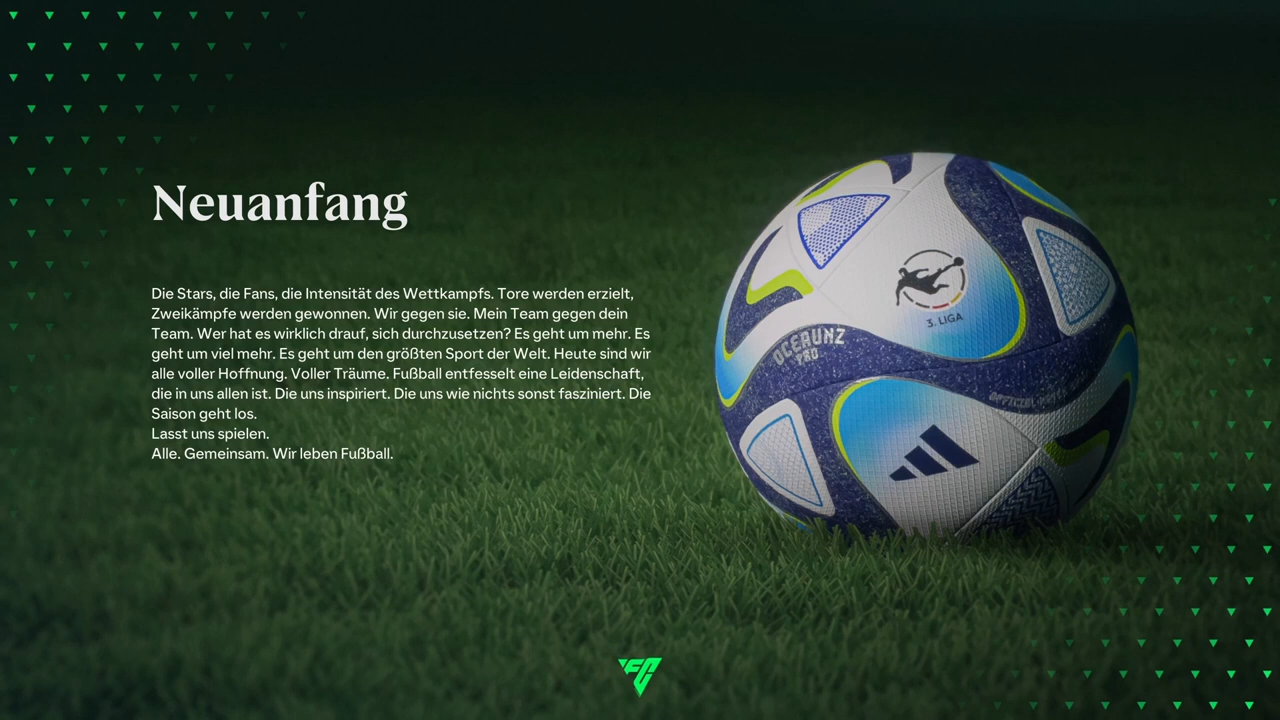 Neuanfang
Die Stars, die Fans, die Intensität des Wettkampfs. Tore werden erzielt,
Zweikämpfe werden gewonnen. Wir gegen sie. Mein Team gegen dein
Team. Wer hat es wirklich drauf, sich durchzusetzen? Es geht um mehr. Es
geht um viel mehr. Es geht um den größten Sport der Welt. Heute sind wir
alle voller Hoffnung. Voller Träume. Fußball entfesselt eine Leidenschaft,
die in uns allen ist. Die uns inspiriert. Die uns wie nichts sonst fasziniert. Die
Saison geht los.
Lasst uns spielen.
Alle. Gemeinsam. Wir leben Fußball.
3. LIGA
OCEAUNZ
PRO
OFFICIAL
FC